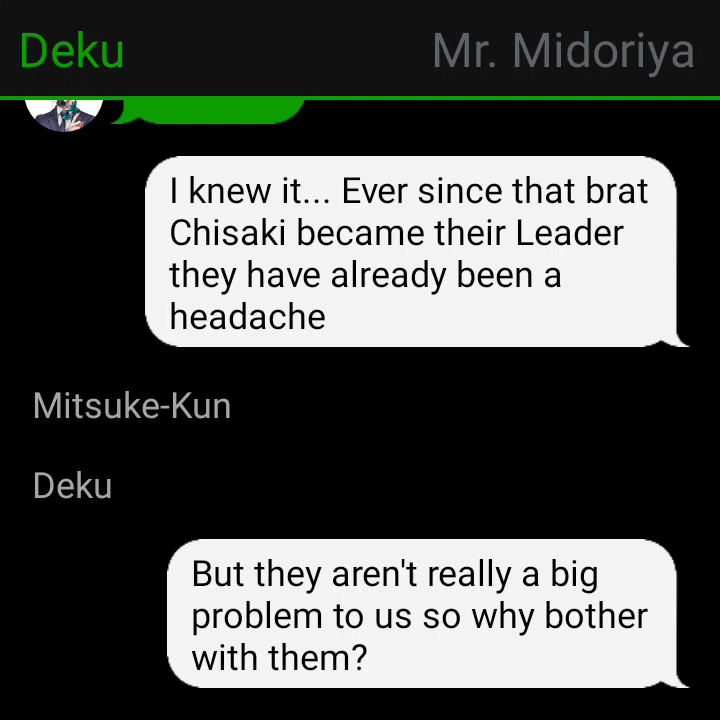 Deku Mr. Midoriya
I knew it... Ever since that brat
Chisaki became their Leader
they have already been a
headache
Mitsuke-Kun
Deku
But they aren't really a big
problem to us so why bother
with them?